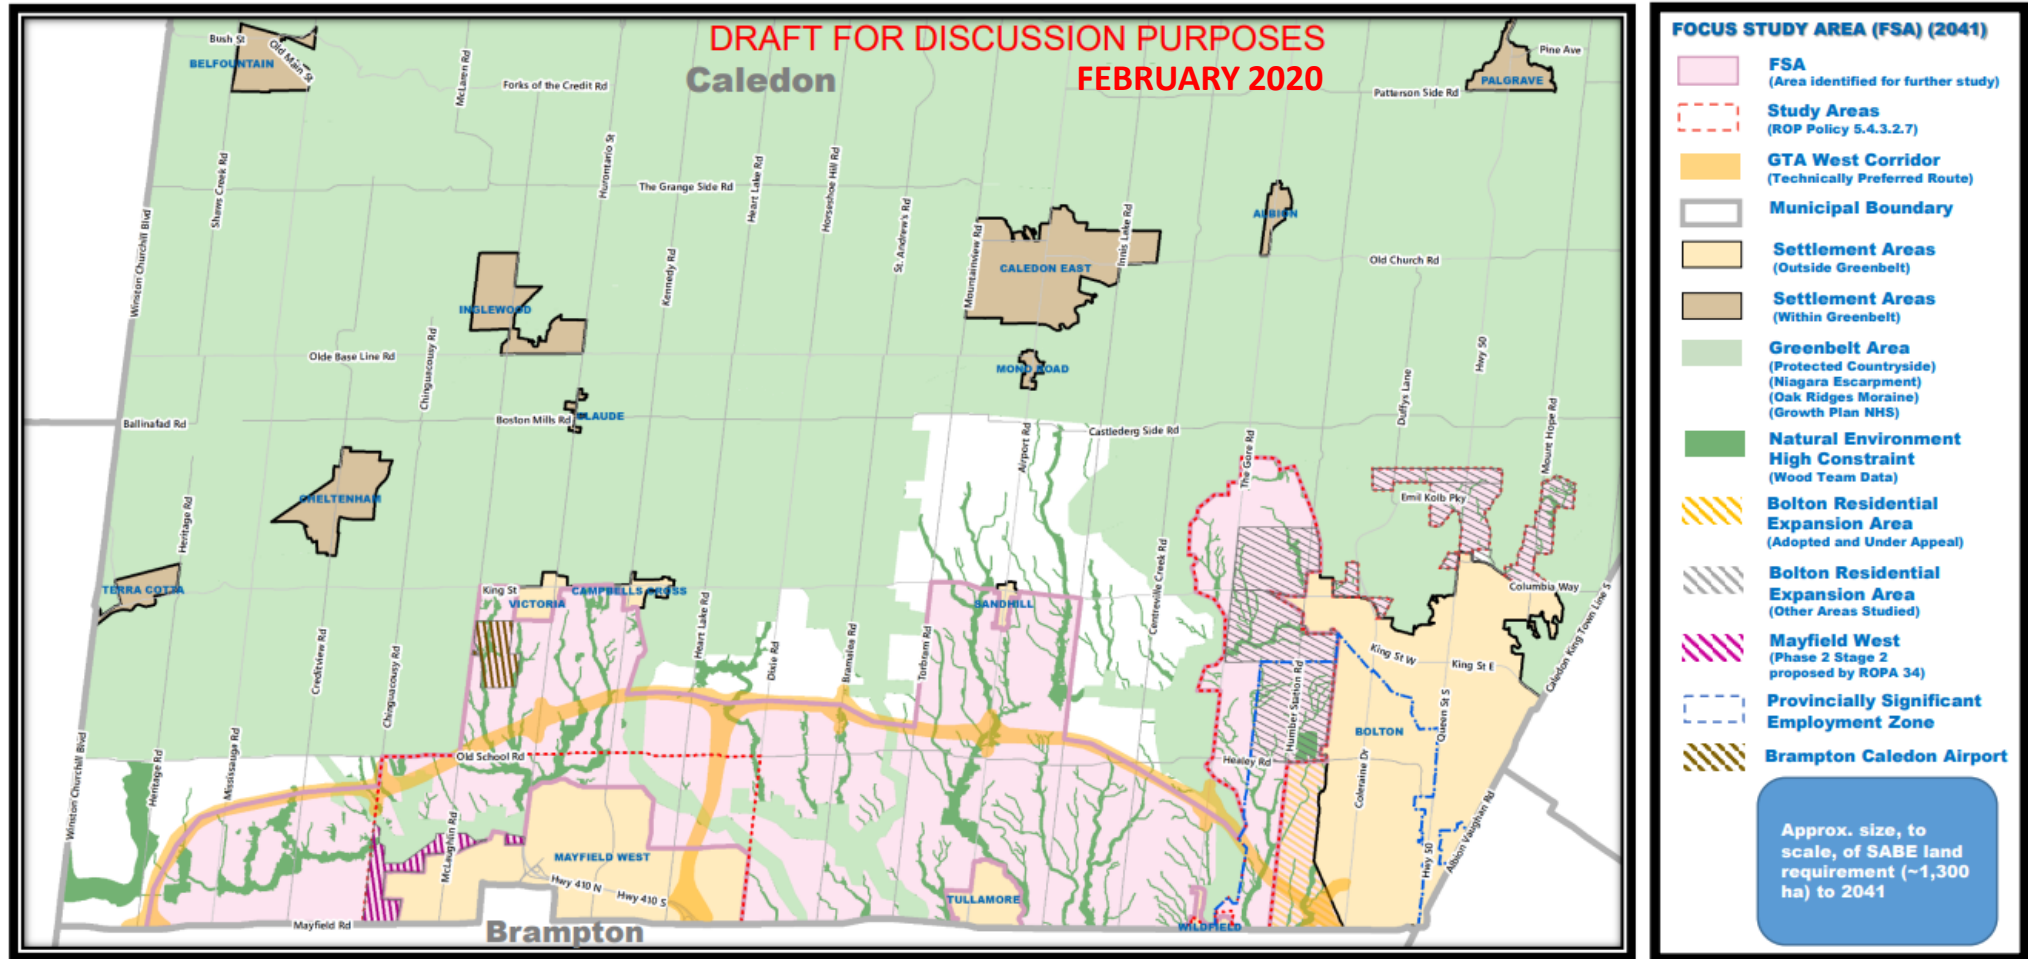 DRAFT FOR DISCUSSION PURPOSES
FEBRUARY 2020
Caledon
Bush St
Old Main St
BELFOUNTAIN
McLaren Rd
Forks of the Credit Rd
Pine Ave
PALGRAVE
Patterson Side Rd
Shaws Creek Rd
Hurontario St
The Grange Side Rd
Heart Lake Rd
Horseshoe Hill Rd
St. Andrew's Rd
Mountainview Rd
Innis Lake Rd
ALBION
Winston Churchill Blvd
Kennedy Rd
CALEDON EAST
Old Church Rd
INGLEWOOD
Olde Base Line Rd
Chinguacousy Rd
MONO ROAD
Duffys Lane
Hwy 50
Mount Hope Rd
Ballinafad Rd
Boston Mills Rd
CLAUDE
Airport Rd
Castlederg Side Rd
The Gore Rd
CHELTENHAM
Heritage Rd
Emil Kolb Pky
Centreville Creek Rd
TERRA COTTA
King St
VICTORIA
CAMPBELLS CROSS
SANDHILL
Columbia Way
Caledon King Town Line S
Creditview Rd
Chinguacousy Rd
Heart Lake Rd
Dixie Rd
Bramalea Rd
Torbram Rd
King St W
King St E
Humber Station Rd
Queen St S
BOLTON
Winston Churchill Blvd
Heritage Rd
Mississauga Rd
Old School Rd
Healey Rd
Coleraine Dr
McLaughlin Rd
MAYFIELD WEST
Hwy 410 N
Hwy 410 S
TULLAMORE
Hwy 50
Albion Vaughan Rd
Mayfield Rd
Brampton
WILDFIELD
FOCUS STUDY AREA (FSA) (2041)
FSA
(Area identified for further study)
Study Areas
(ROP Policy 5.4.3.2.7)
GTA West Corridor
(Technically Preferred Route)
Municipal Boundary
Settlement Areas
(Outside Greenbelt)
Settlement Areas
(Within Greenbelt)
Greenbelt Area
(Protected Countryside)
(Niagara Escarpment)
(Oak Ridges Moraine)
(Growth Plan NHS)
Natural Environment
High Constraint
(Wood Team Data)
Bolton Residential
Expansion Area
(Adopted and Under Appeal)
Bolton Residential
Expansion Area
(Other Areas Studied)
Mayfield West
(Phase 2 Stage 2
proposed by ROPA 34)
Provincially Significant
Employment Zone
Brampton Caledon Airport
Approx. size, to
scale, of SABE land
requirement (~1,300
ha) to 2041